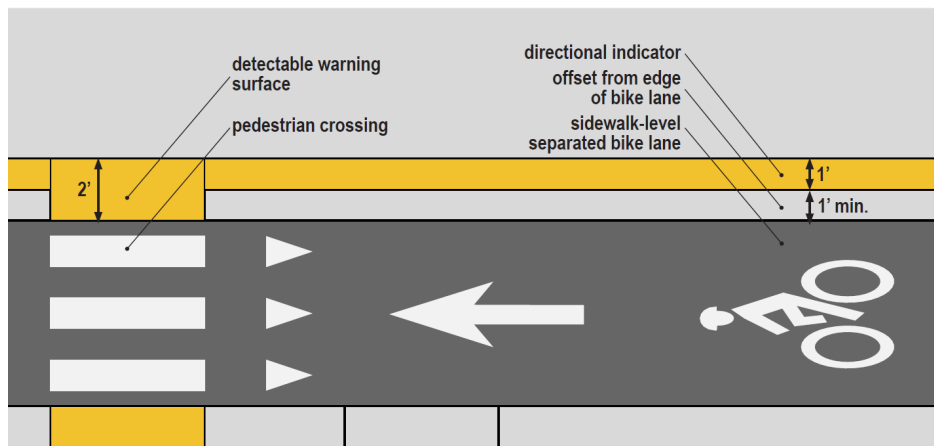 detectable warning
surface
pedestrian crossing
directional indicator
offset from edge
of bike lane
sidewalk-level
separated bike lane
2’
1’
1’ min.